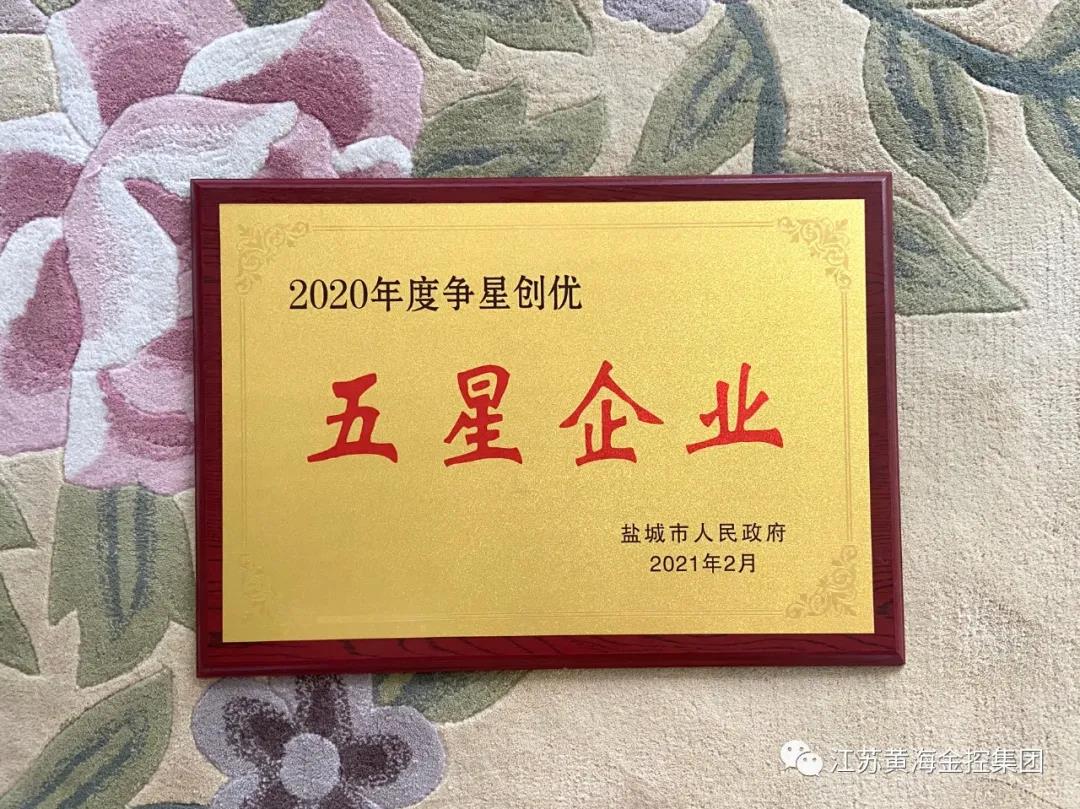 2020年度争星创优
五星企业
盐城市人民政府
2021年2月
江苏黄海金控集团